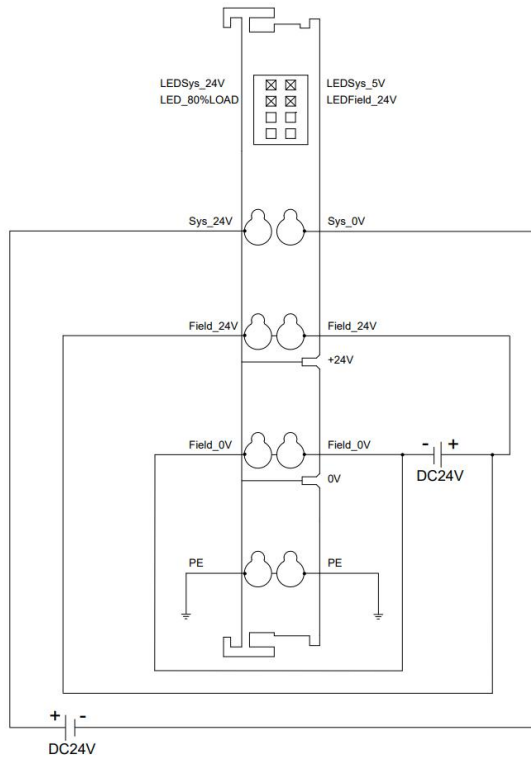 LEDSys_24V LEDSys_5V
LED_80%LOAD LEDField_24V
Sys_24V Sys_0V
Field_24V Field_24V
+24V
Field_0V Field_0V
- +
DC24V
0V
PE PE
+ -
DC24V